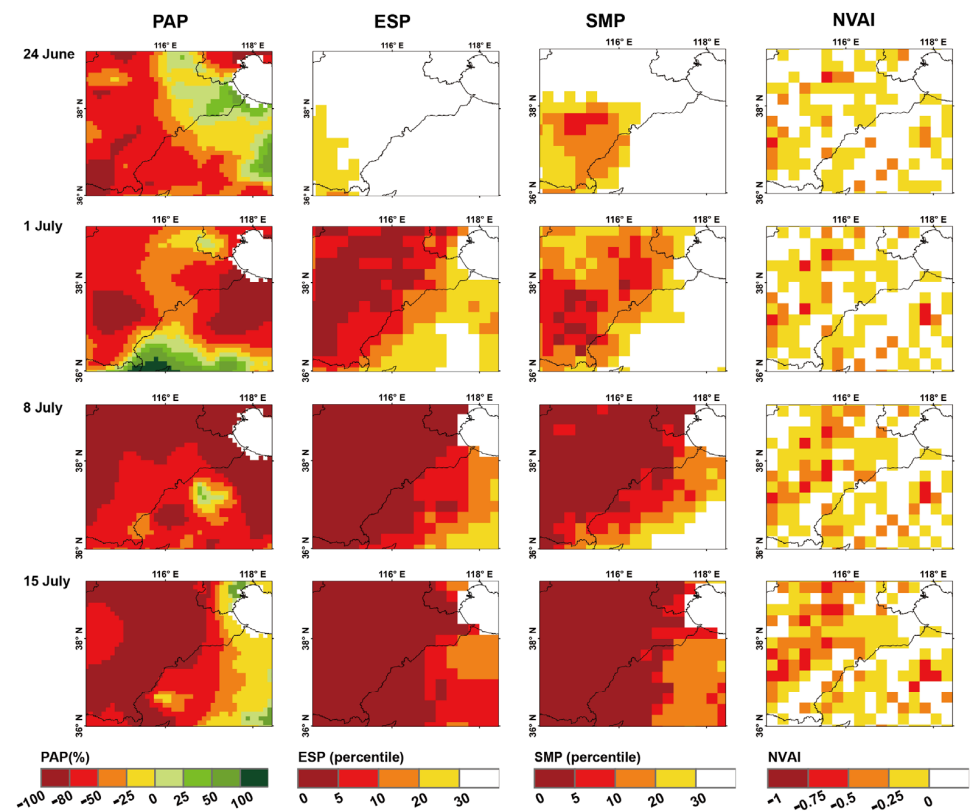 PAP ESP SMP NVAI
116° E 118° E 116° E 118° E 116° E 118° E 116° E 118° E
24 June
38° N 38° N 38° N 38° N
36° N 36° N 36° N 36° N
116° E 118° E 116° E 118° E 116° E 118° E 116° E 118° E
1 July
38° N 38° N 38° N 38° N
36° N 36° N 36° N 36° N
116° E 118° E 116° E 118° E 116° E 118° E 116° E 118° E
8 July
38° N 38° N 38° N 38° N
36° N 36° N 36° N 36° N
116° E 118° E 116° E 118° E 116° E 118° E 116° E 118° E
15 July
38° N 38° N 38° N 38° N
36° N 36° N 36° N 36° N
PAP(%) ESP (percentile) SMP (percentile) NVAI
-100 -80 -50 -25 0 25 50 100 0 5 10 20 30 0 5 10 20 30 -1 -0.75 -0.5 -0.25 0